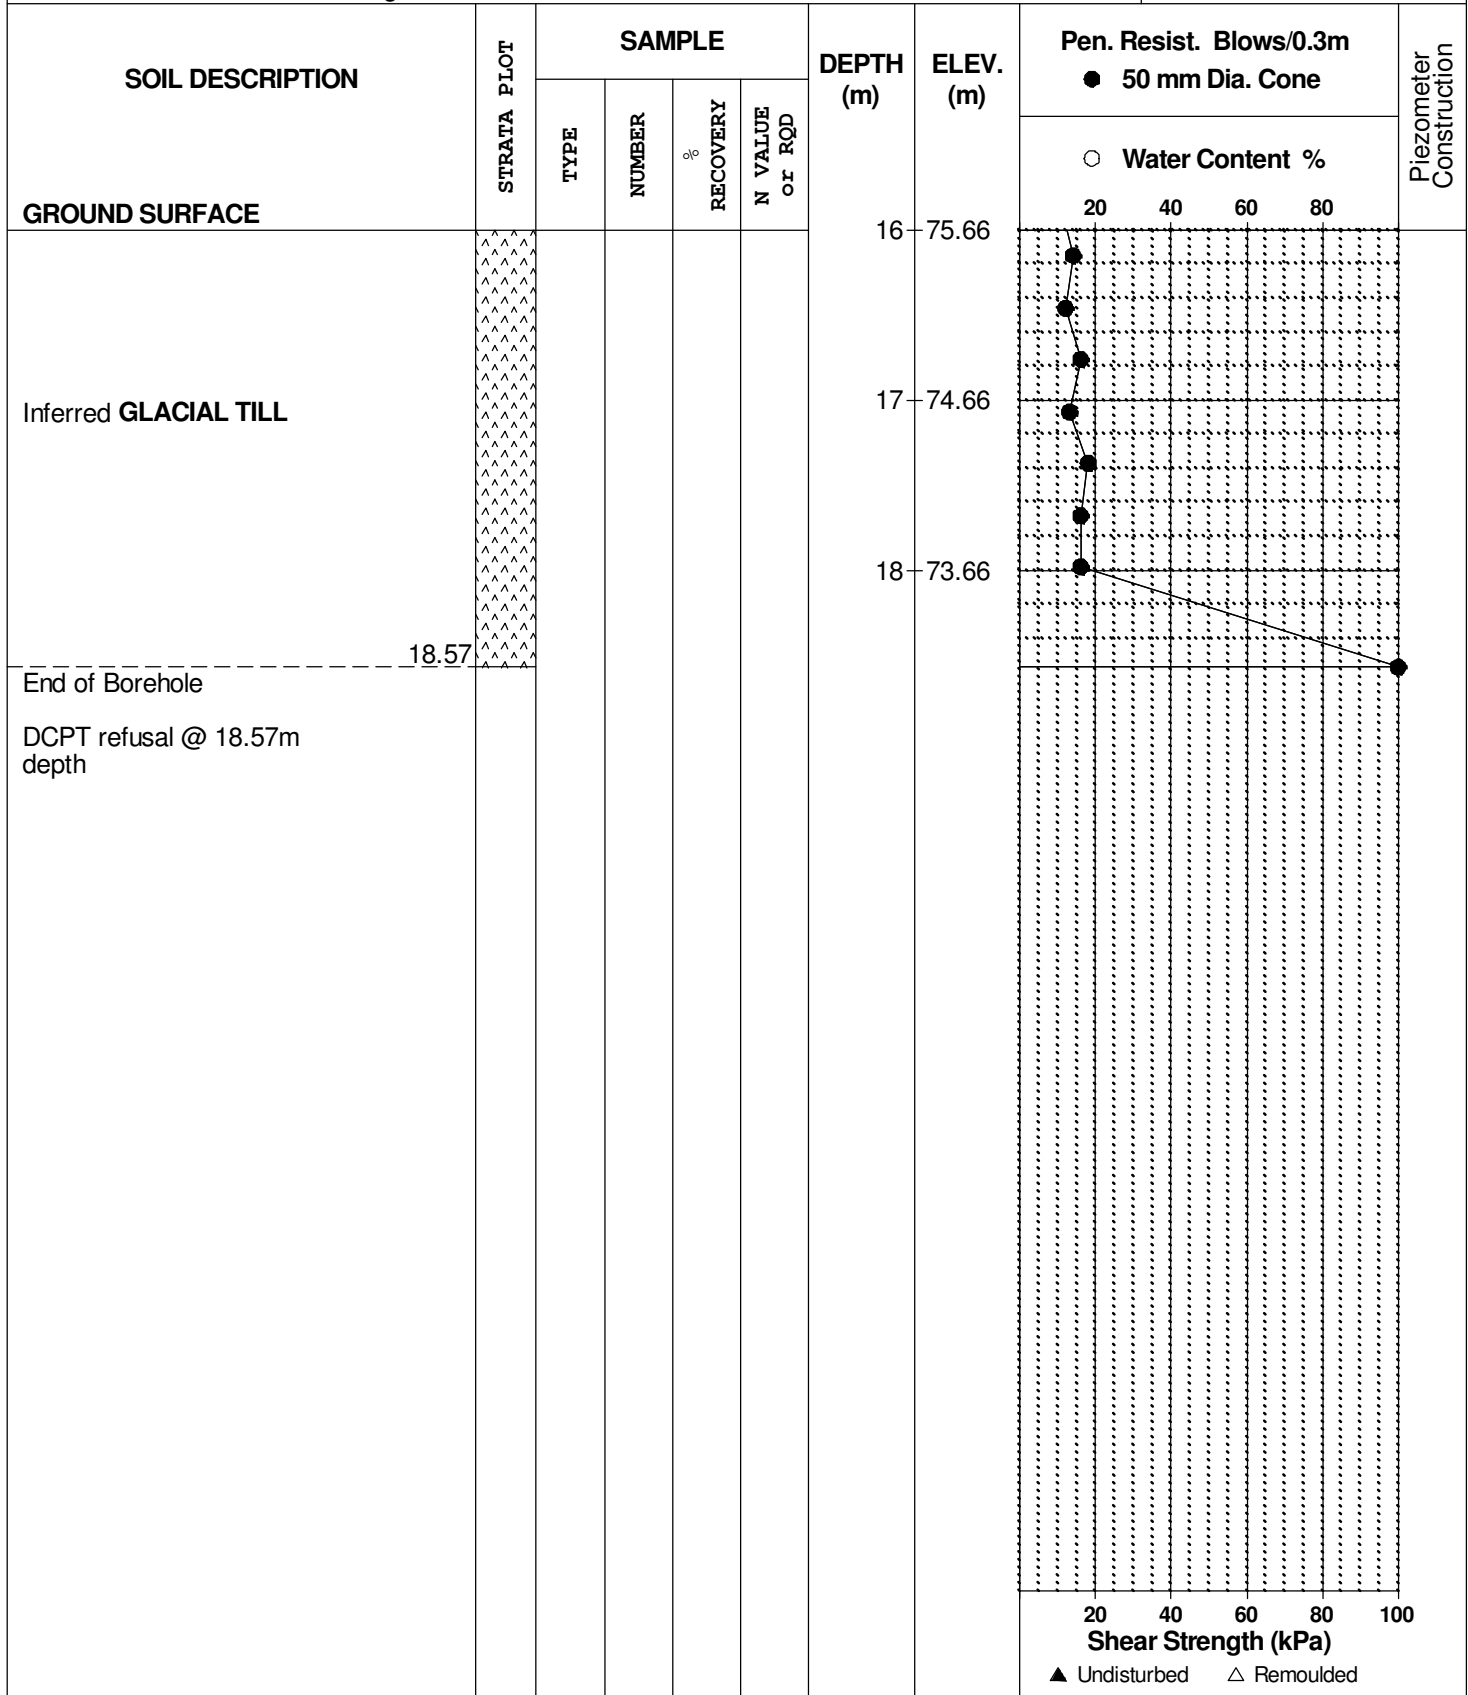 SOIL DESCRIPTION
GROUND SURFACE
STRATA PLOT
SAMPLE
TYPE
NUMBER
%
RECOVERY
N VALUE
or RQD
DEPTH
(m)
ELEV.
(m)
Pen. Resist. Blows/0.3m
● 50 mm Dia. Cone
○ Water Content %
20 40 60 80
Piezometer
Construction
16 75.66
Inferred GLACIAL TILL
17 74.66
18 73.66
18.57
End of Borehole
DCPT refusal @ 18.57m
depth
20 40 60 80 100
Shear Strength (kPa)
▲ Undisturbed △ Remoulded